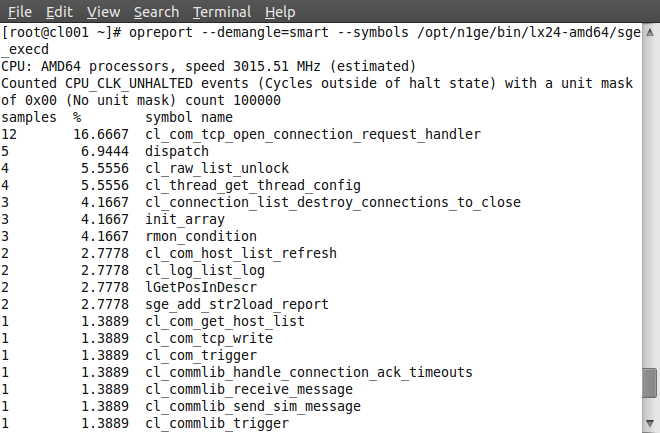 File Edit View Search Terminal Help
[root@cl001 ~]# opreport --demangle=smart --symbols /opt/n1ge/bin/lx24-amd64/sge
_execd
CPU: AMD64 processors, speed 3015.51 MHz (estimated)
Counted CPU_CLK_UNHALTED events (Cycles outside of halt state) with a unit mask
of 0x00 (No unit mask) count 100000
samples  %        symbol name
12       16.6667  cl_com_tcp_open_connection_request_handler
5         6.9444  dispatch
4         5.5556  cl_raw_list_unlock
4         5.5556  cl_thread_get_thread_config
3         4.1667  cl_connection_list_destroy_connections_to_close
3         4.1667  init_array
3         4.1667  rmon_condition
2         2.7778  cl_com_host_list_refresh
2         2.7778  cl_log_list_log
2         2.7778  lGetPosInDescr
2         2.7778  sge_add_str2load_report
1         1.3889  cl_com_get_host_list
1         1.3889  cl_com_tcp_write
1         1.3889  cl_com_trigger
1         1.3889  cl_commlib_handle_connection_ack_timeouts
1         1.3889  cl_commlib_receive_message
1         1.3889  cl_commlib_send_sim_message
1         1.3889  cl_commlib_trigger